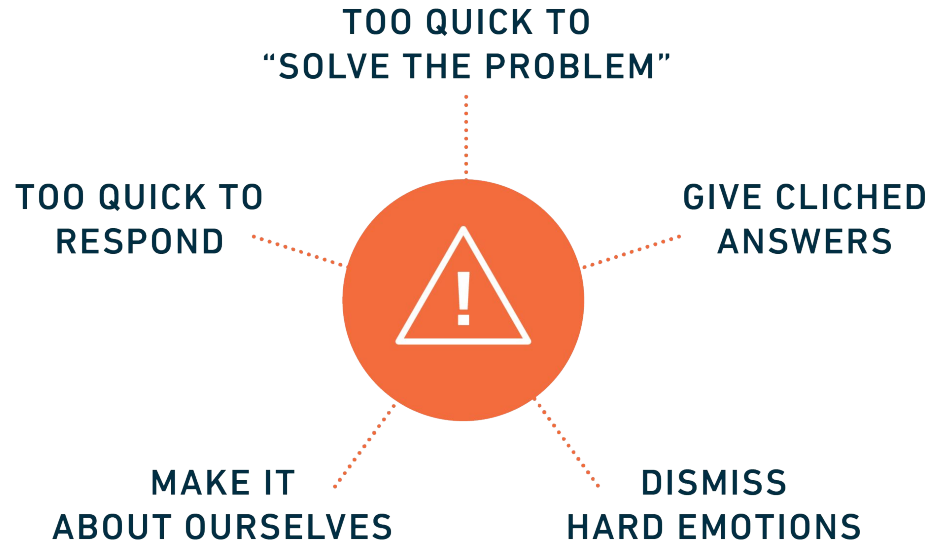 TOO QUICK TO
“SOLVE THE PROBLEM”
TOO QUICK TO
RESPOND
GIVE CLICHED
ANSWERS
!
MAKE IT
ABOUT OURSELVES
DISMISS
HARD EMOTIONS